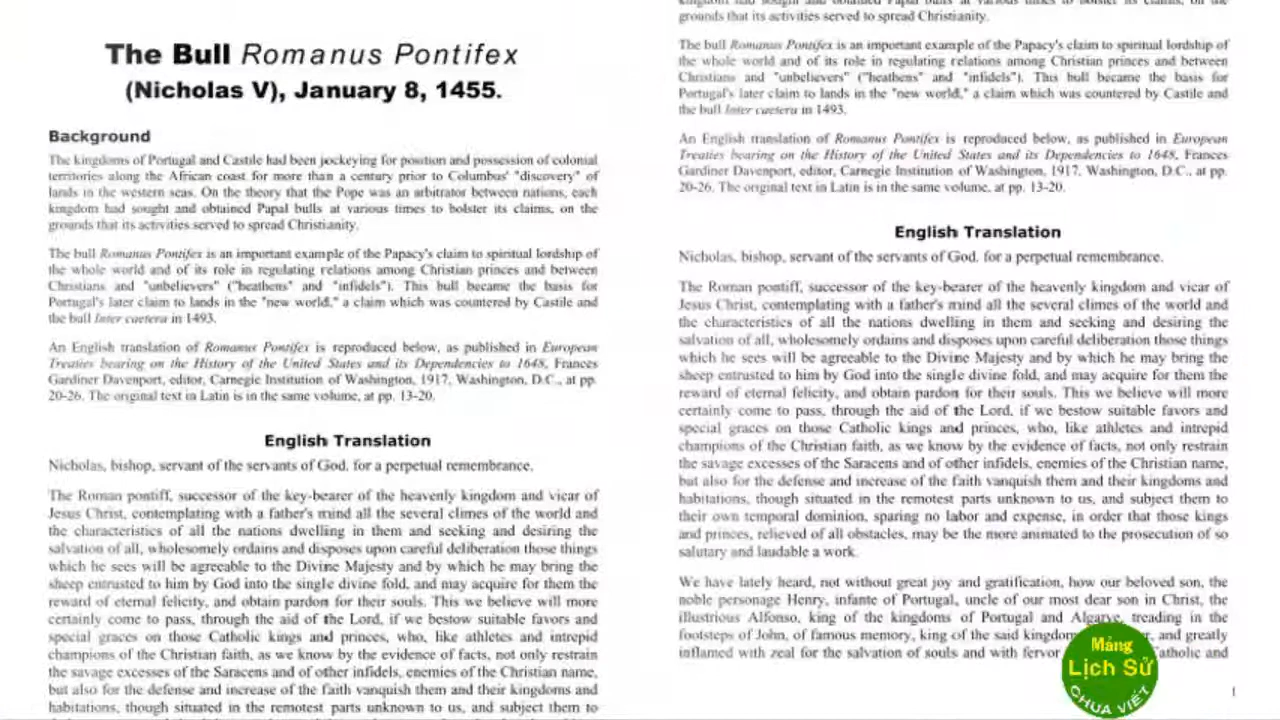 The Bull Romanus Pontifex
(Nicholas V), January 8, 1455.
Background
The kingdoms of Portugal and Castile had been jockeying for position and possession of colonial
territories along the African coast for more than a century prior to Columbus' "discovery" of
lands in the western seas. On the theory that the Pope was an arbitrator between nations, each
kingdom had sought and obtained Papal bulls at various times to bolster its claims, on the
grounds that its activities served to spread Christianity.
The bull Romanus Pontifex is an important example of the Papacy's claim to spiritual lordship of
the whole world and of its role in regulating relations among Christian princes and between
Christians and "unbelievers" ("heathens" and "infidels"). This bull became the basis for
Portugal's later claim to lands in the "new world," a claim which was countered by Castile and
the bull Inter caetera in 1493.
An English translation of Romanus Pontifex is reproduced below, as published in European
Treaties bearing on the History of the United States and its Dependencies to 1648, Frances
Gardiner Davenport, editor, Carnegie Institution of Washington, 1917, Washington, D.C., at pp.
20-26. The original text in Latin is in the same volume, at pp. 13-20.
English Translation
Nicholas, bishop, servant of the servants of God, for a perpetual remembrance.
The Roman pontiff, successor of the key-bearer of the heavenly kingdom and vicar of
Jesus Christ, contemplating with a father's mind all the several climes of the world and
the characteristics of all the nations dwelling in them and seeking and desiring the
salvation of all, wholesomely ordains and disposes upon careful deliberation those things
which he sees will be agreeable to the Divine Majesty and by which he may bring the
sheep entrusted to him by God into the single divine fold, and may acquire for them the
reward of eternal felicity, and obtain pardon for their souls. This we believe will more
certainly come to pass, through the aid of the Lord, if we bestow suitable favors and
special graces on those Catholic kings and princes, who, like athletes and intrepid
champions of the Christian faith, as we know by the evidence of facts, not only restrain
the savage excesses of the Saracens and of other infidels, enemies of the Christian name,
but also for the defense and increase of the faith vanquish them and their kingdoms and
habitations, though situated in the remotest parts unknown to us, and subject them to
kingdom had sought and obtained Papal bulls at various times to bolster its claims, on the
grounds that its activities served to spread Christianity.
The bull Romanus Pontifex is an important example of the Papacy's claim to spiritual lordship of
the whole world and of its role in regulating relations among Christian princes and between
Christians and "unbelievers" ("heathens" and "infidels"). This bull became the basis for
Portugal's later claim to lands in the "new world," a claim which was countered by Castile and
the bull Inter caetera in 1493.
An English translation of Romanus Pontifex is reproduced below, as published in European
Treaties bearing on the History of the United States and its Dependencies to 1648, Frances
Gardiner Davenport, editor, Carnegie Institution of Washington, 1917, Washington, D.C., at pp.
20-26. The original text in Latin is in the same volume, at pp. 13-20.
English Translation
Nicholas, bishop, servant of the servants of God, for a perpetual remembrance.
The Roman pontiff, successor of the key-bearer of the heavenly kingdom and vicar of
Jesus Christ, contemplating with a father's mind all the several climes of the world and
the characteristics of all the nations dwelling in them and seeking and desiring the
salvation of all, wholesomely ordains and disposes upon careful deliberation those things
which he sees will be agreeable to the Divine Majesty and by which he may bring the
sheep entrusted to him by God into the single divine fold, and may acquire for them the
reward of eternal felicity, and obtain pardon for their souls. This we believe will more
certainly come to pass, through the aid of the Lord, if we bestow suitable favors and
special graces on those Catholic kings and princes, who, like athletes and intrepid
champions of the Christian faith, as we know by the evidence of facts, not only restrain
the savage excesses of the Saracens and of other infidels, enemies of the Christian name,
but also for the defense and increase of the faith vanquish them and their kingdoms and
habitations, though situated in the remotest parts unknown to us, and subject them to
their own temporal dominion, sparing no labor and expense, in order that those kings
and princes, relieved of all obstacles, may be the more animated to the prosecution of so
salutary and laudable a work.
We have lately heard, not without great joy and gratification, how our beloved son, the
noble personage Henry, infante of Portugal, uncle of our most dear son in Christ, the
illustrious Alfonso, king of the kingdoms of Portugal and Algarve, treading in the
footsteps of John, of famous memory, king of the said kingdom and greatly
inflamed with zeal for the salvation of souls and with fervor atholic and
Mảng
Lịch Sử
CHƯA VIẾT
1